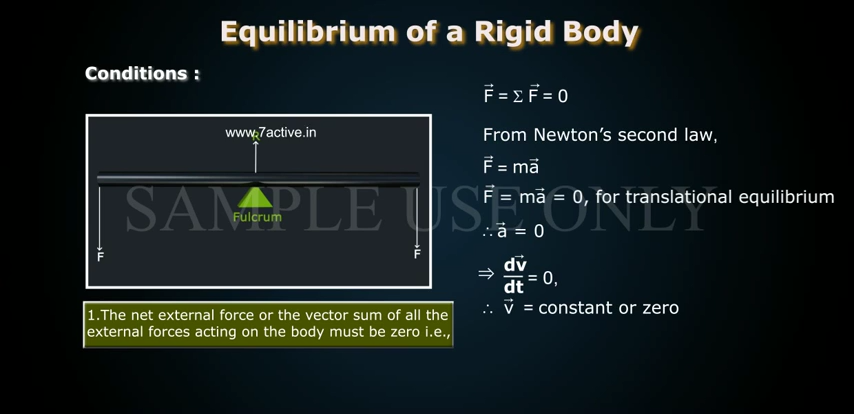 Equilibrium of a Rigid Body
Conditions :
www.7active.in
R
Fulcrum
F
F
1.The net external force or the vector sum of all the
external forces acting on the body must be zero i.e.,
F⃗ = Σ F⃗ = 0
From Newton's second law,
F⃗ = ma⃗
F⃗ = ma⃗ = 0, for translational equilibrium
∴ a⃗ = 0
⇒ dv⃗/dt = 0,
∴ v⃗ = constant or zero
SAMPLE USE ONLY